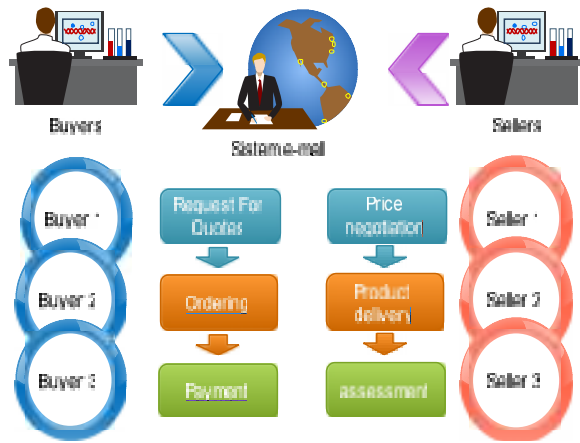 Buyers
Sellers
Sisteme-mall
Buyer 1
Request For
Quotes
Price
negotiation
Seller 1
Buyer 2
Ordering
Product
delivery
Seller 2
Buyer 3
Payment
assessment
Seller 3